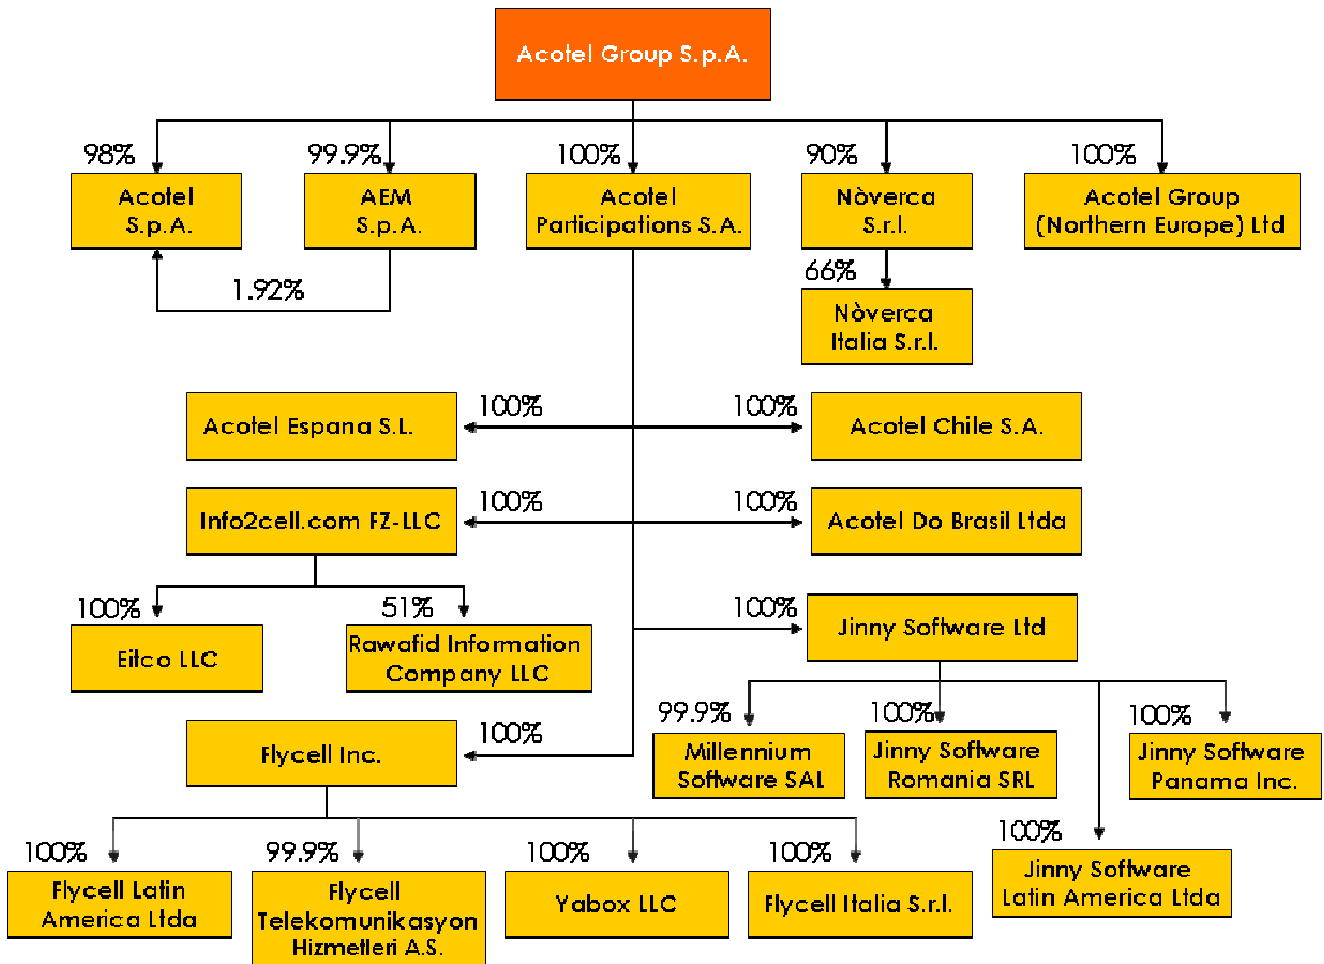 Acotel Group S.p.A.
98%
99.9%
100%
90%
100%
Acotel
S.p.A.
AEM
S.p.A.
Acotel
Participations S.A.
Nòverca
S.r.l.
Acotel Group
(Northern Europe) Ltd
1.92%
66%
Nòverca
Italia S.r.l.
Acotel Espana S.L.
100%
100%
Acotel Chile S.A.
Info2cell.com FZ-LLC
100%
100%
Acotel Do Brasil Ltda
100%
51%
100%
Eitco LLC
Rawafid Information
Company LLC
Jinny Software Ltd
Flycell Inc.
100%
99.9%
100%
100%
Millennium
Software SAL
Jinny Software
Romania SRL
Jinny Software
Panama Inc.
100%
Jinny Software
Latin America Ltda
100%
99.9%
100%
100%
Flycell Latin
America Ltda
Flycell
Telekomunikasyon
Hizmetleri A.S.
Yabox LLC
Flycell Italia S.r.l.